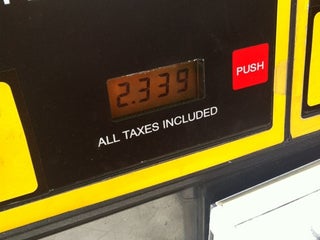 2.339
PUSH
ALL TAXES INCLUDED